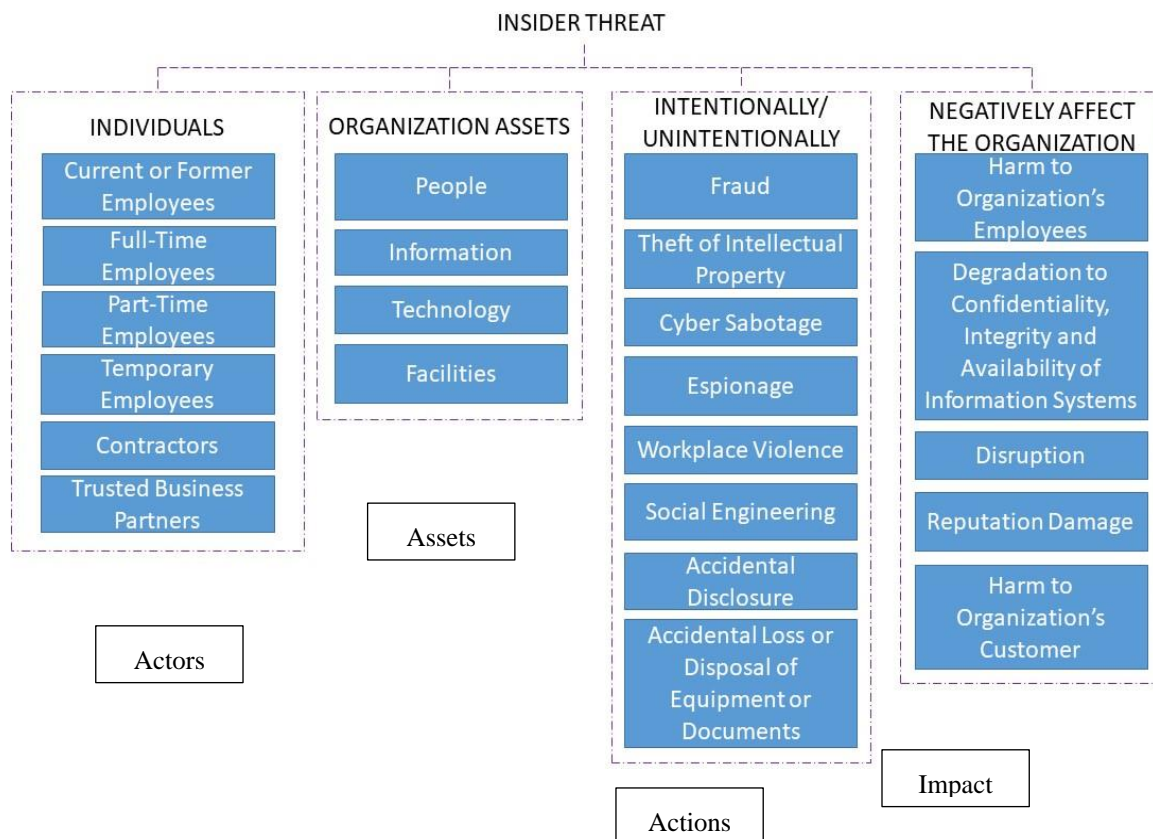 INSIDER THREAT
INDIVIDUALS
Current or Former
Employees
Full-Time
Employees
Part-Time
Employees
Temporary
Employees
Contractors
Trusted Business
Partners
Actors
ORGANIZATION ASSETS
People
Information
Technology
Facilities
Assets
INTENTIONALLY/
UNINTENTIONALLY
Fraud
Theft of Intellectual
Property
Cyber Sabotage
Espionage
Workplace Violence
Social Engineering
Accidental
Disclosure
Accidental Loss or
Disposal of
Equipment or
Documents
Actions
NEGATIVELY AFFECT
THE ORGANIZATION
Harm to
Organization’s
Employees
Degradation to
Confidentiality,
Integrity and
Availability of
Information Systems
Disruption
Reputation Damage
Harm to
Organization’s
Customer
Impact